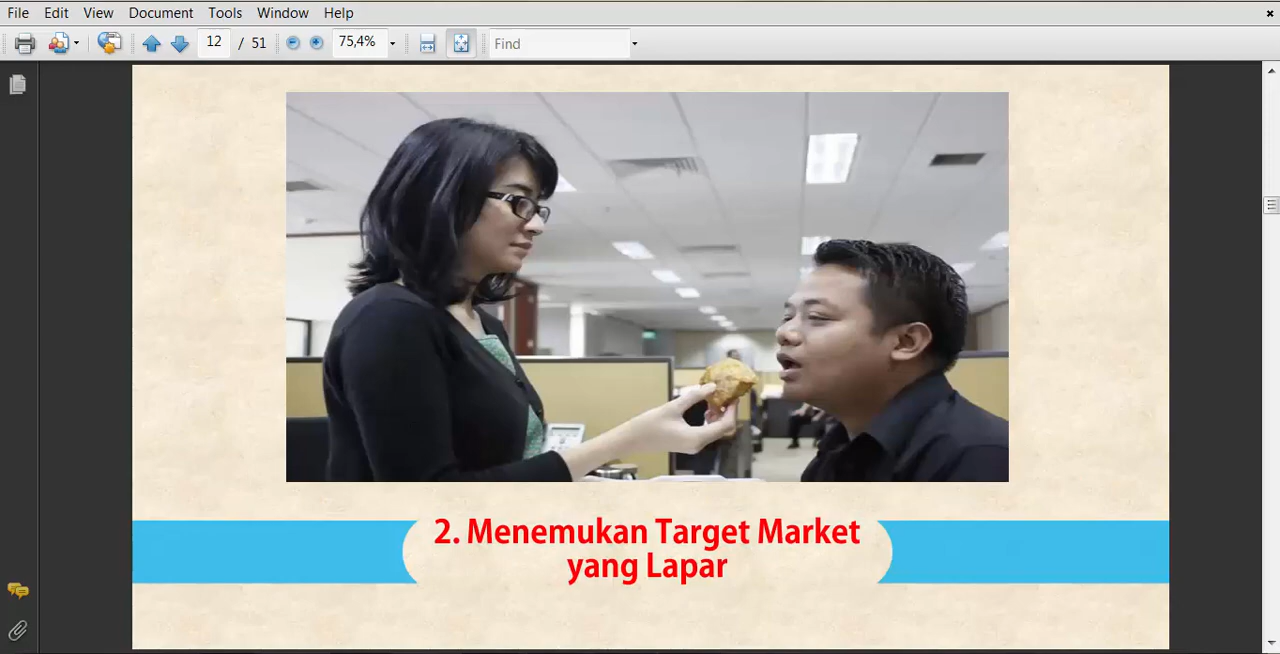 File Edit View Document Tools Window Help
12 / 51 75,4% Find
2. Menemukan Target Market
yang Lapar